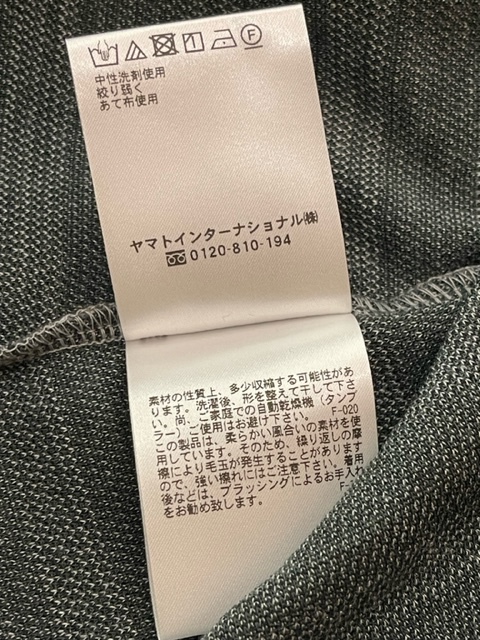 中性洗剤使用
絞り弱く
あて布使用
ヤマトインターナショナル㈱
0120-810-194
素材の性質上、多少収縮する可能性があ
ります。洗濯後、形を整えて干して下さ
い。尚、ご家庭での自動乾燥機（タンブ
ラー）ご使用はお避け下さい。 F-020
この製品は、柔らかい風合いの素材を使
用しています。そのため、繰り返しの摩
擦により毛玉が発生することがあります
ので、強い擦れにはご注意下さい。着用
後などは、ブラッシングによるお手入れ
をお勧め致します。 F-